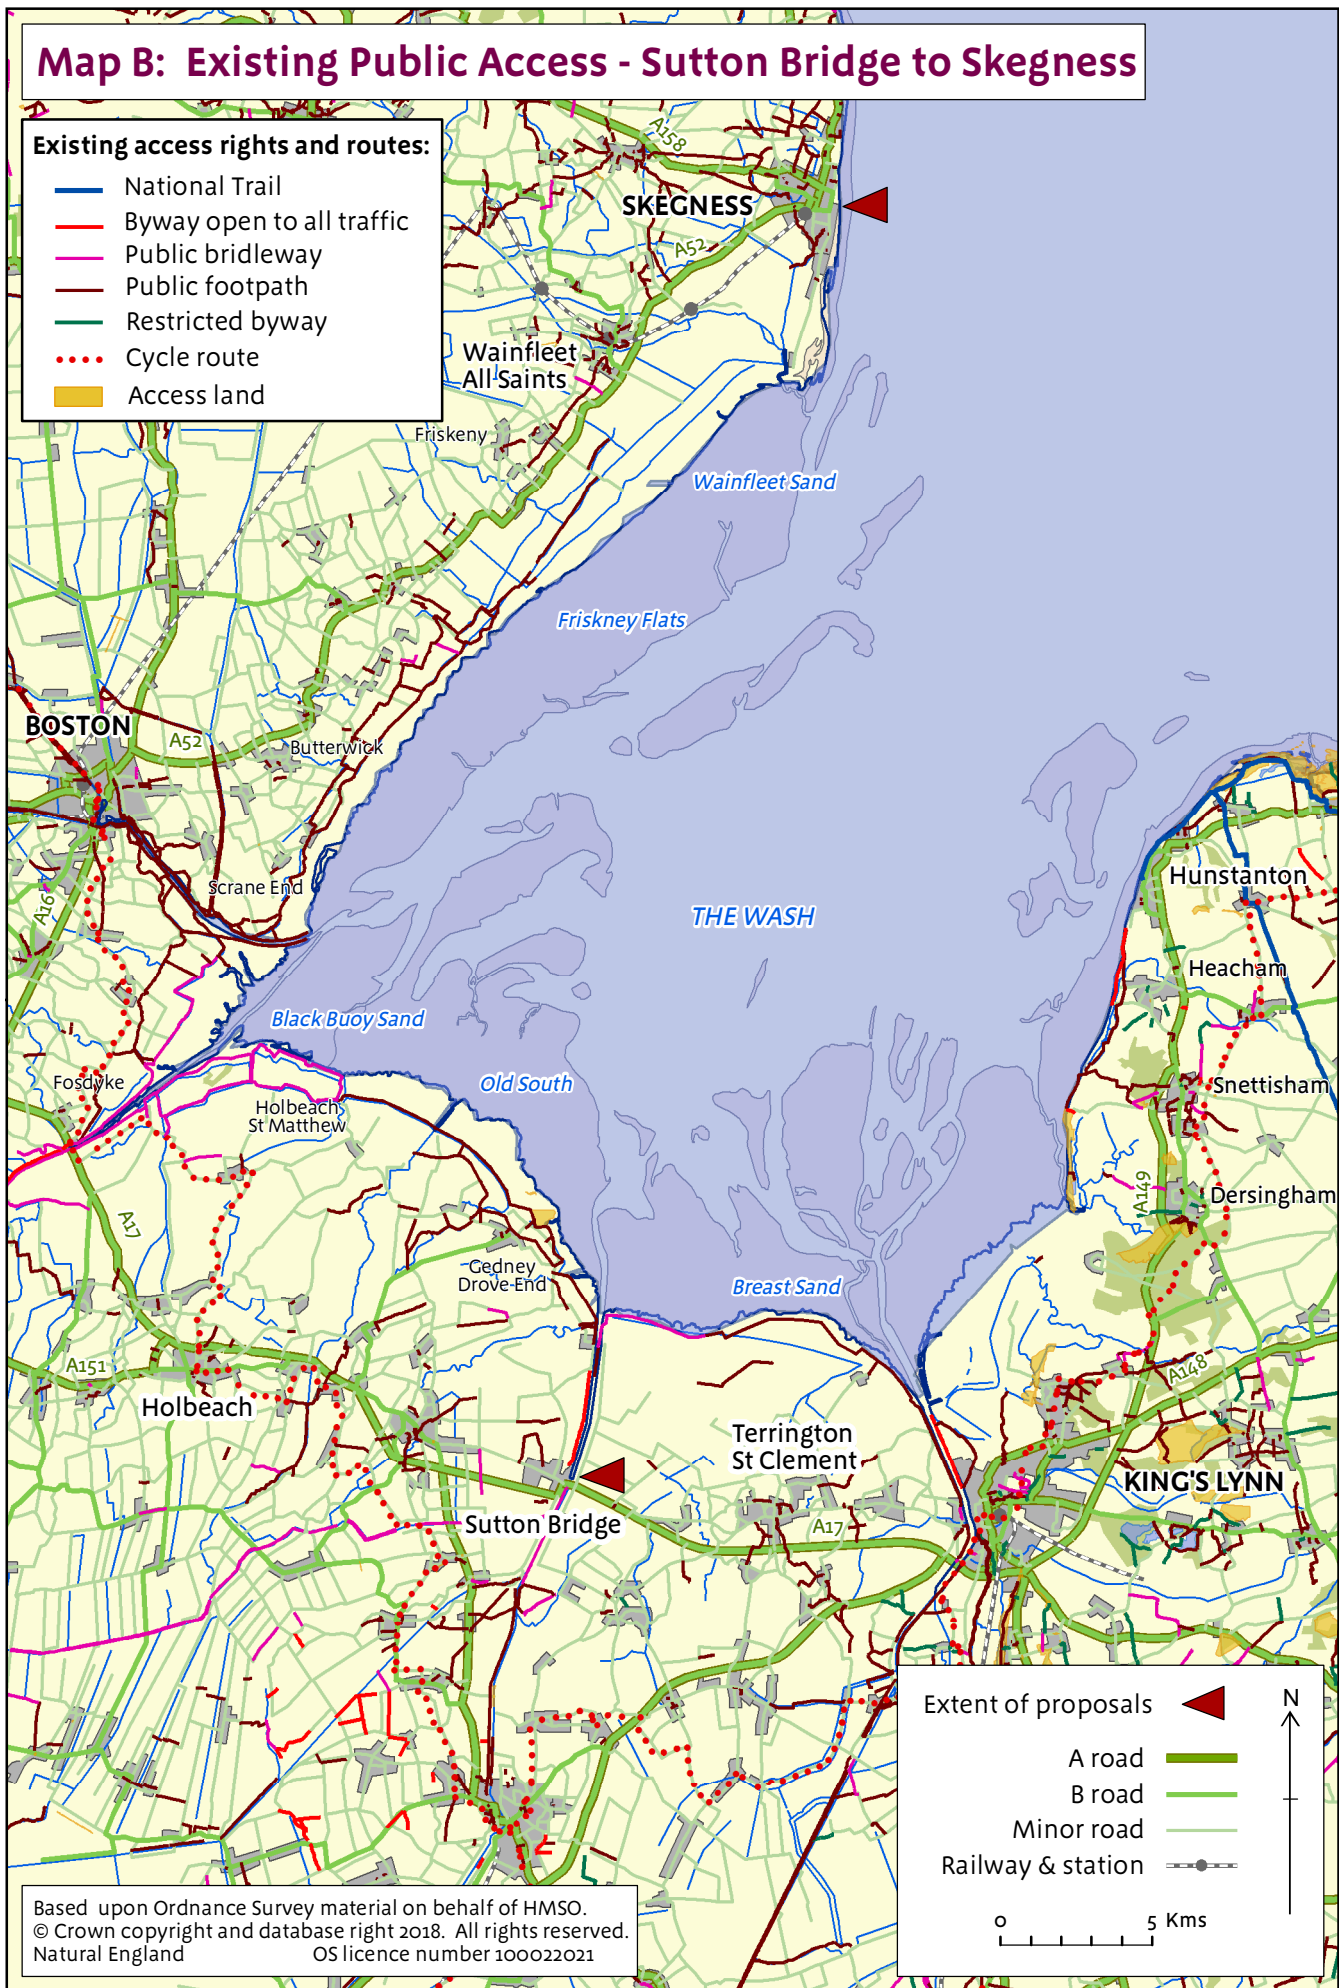 Map B: Existing Public Access - Sutton Bridge to Skegness
Existing access rights and routes:
National Trail
Byway open to all traffic
Public bridleway
Public footpath
Restricted byway
Cycle route
Access land
A158
SKEGNESS
A52
Wainfleet
All Saints
Friskeny
Wainfleet Sand
Friskney Flats
BOSTON
A52
Butterwick
Scrane End
A16
THE WASH
Hunstanton
Heacham
Black Buoy Sand
Old South
Fosdyke
Holbeach
St Matthew
Snettisham
A149
Dersingham
A17
Gedney
Drove End
Breast Sand
A151
Holbeach
A148
Terrington
St Clement
KING'S LYNN
Sutton Bridge
A17
Extent of proposals
N
A road
B road
Minor road
Railway & station
0 5 Kms
Based upon Ordnance Survey material on behalf of HMSO.
© Crown copyright and database right 2018. All rights reserved.
Natural England OS licence number 100022021